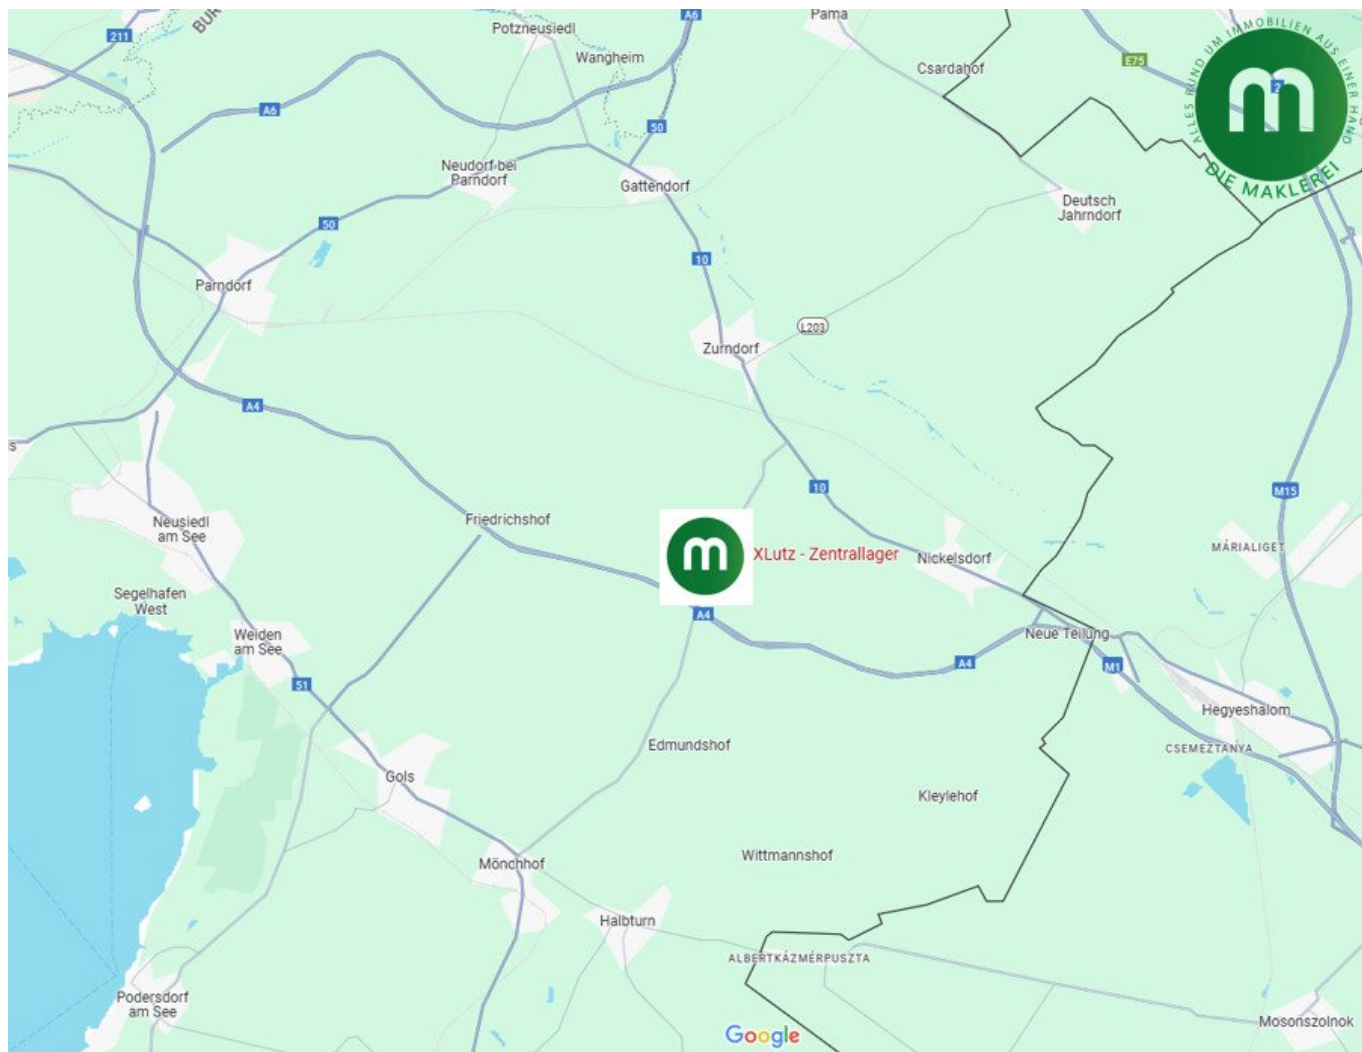 211
BUR
A6
Potzneusiedl
Pama
Wangheim
Csardahof
E75
ALLES RUND UM IMMOBILIEN AUS EINER HAND
m
DIE MAKLEREI
A6
50
Neudorf bei
Parndorf
Gattendorf
Deutsch
Jahrndorf
50
10
Parndorf
L203
Zurndorf
A4
s
10
M15
Friedrichshof
Neusiedl
am See
MÁRIALIGET
m
XLutz - Zentrallager
Nickelsdorf
Segelhafen
West
A4
Weiden
am See
Neue Teilung
A4
M1
51
Hegyeshalom
Edmundshof
CSEMEZTANYA
Gols
Kleylehof
Mönchhof
Wittmannshof
Halbturn
ALBERTKÁZMÉRPUSZTA
Podersdorf
am See
Mosonszolnok
Google